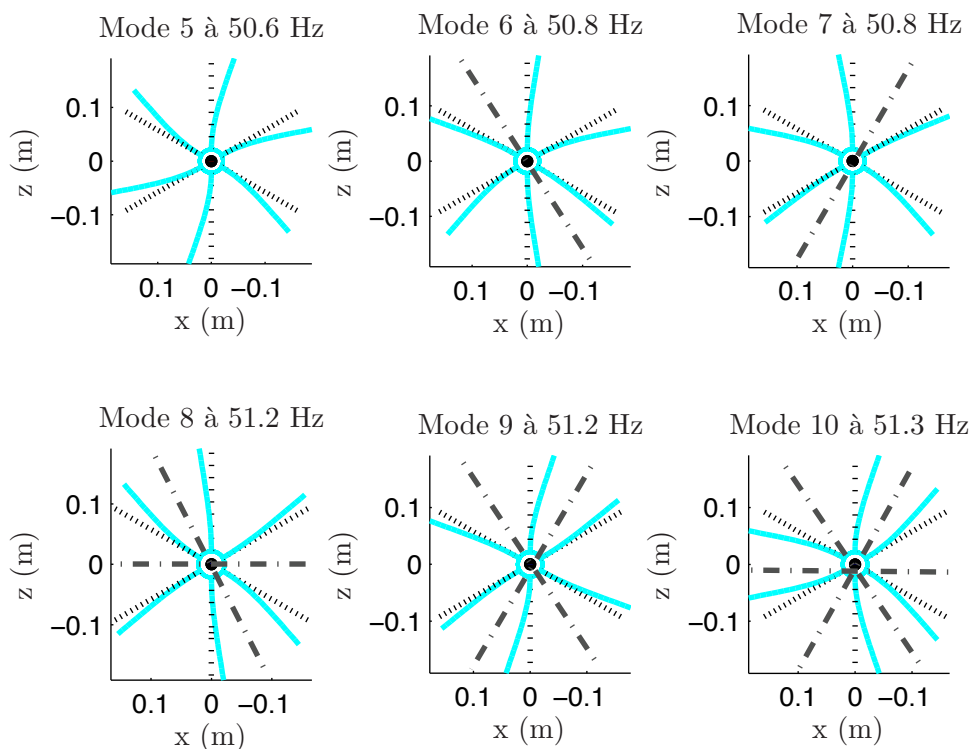 Mode 5 à 50.6 Hz
Mode 6 à 50.8 Hz
Mode 7 à 50.8 Hz
z (m)
0.1
0
−0.1
0.1 0 −0.1
x (m)
z (m)
0.1
0
−0.1
0.1 0 −0.1
x (m)
z (m)
0.1
0
−0.1
0.1 0 −0.1
x (m)
Mode 8 à 51.2 Hz
Mode 9 à 51.2 Hz
Mode 10 à 51.3 Hz
z (m)
0.1
0
−0.1
0.1 0 −0.1
x (m)
z (m)
0.1
0
−0.1
0.1 0 −0.1
x (m)
z (m)
0.1
0
−0.1
0.1 0 −0.1
x (m)